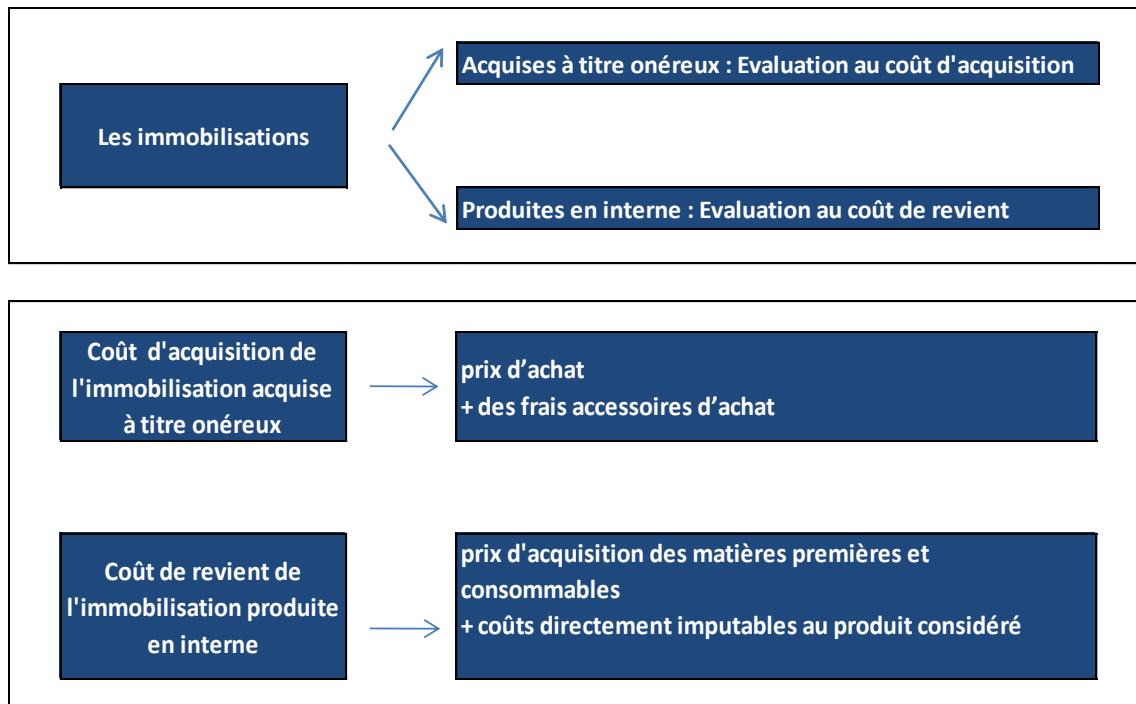 Acquises à titre onéreux : Evaluation au coût d'acquisition
Les immobilisations
Produites en interne : Evaluation au coût de revient
Coût d'acquisition de
l'immobilisation acquise
à titre onéreux
prix d’achat
+ des frais accessoires d’achat
Coût de revient de
l'immobilisation produite
en interne
prix d'acquisition des matières premières et
consommables
+ coûts directement imputables au produit considéré